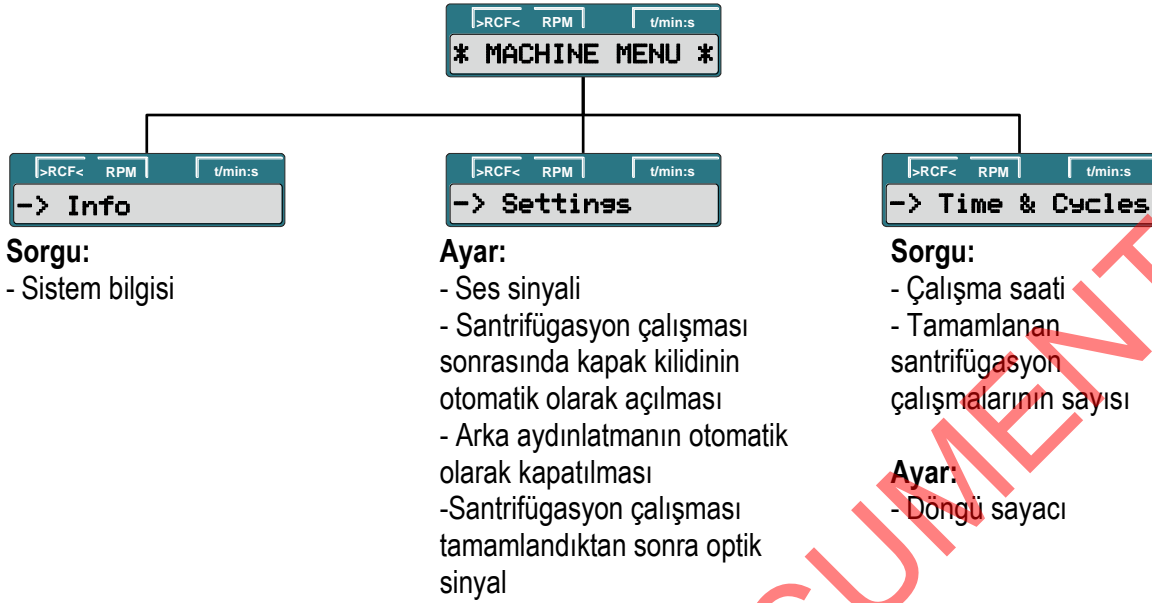 >RCF< RPM t/min:s
* MACHINE MENU *
>RCF< RPM t/min:s
-> Info
Sorgu:
- Sistem bilgisi
>RCF< RPM t/min:s
-> Settings
Ayar:
- Ses sinyali
- Santrifügasyon çalışması
sonrasında kapak kilidinin
otomatik olarak açılması
- Arka aydınlatmanın otomatik
olarak kapatılması
-Santrifügasyon çalışması
tamamlandıktan sonra optik
sinyal
>RCF< RPM t/min:s
-> Time & Cycles
Sorgu:
- Çalışma saati
- Tamamlanan
santrifügasyon
çalışmalarının sayısı
Ayar:
- Döngü sayacı
CUMENT